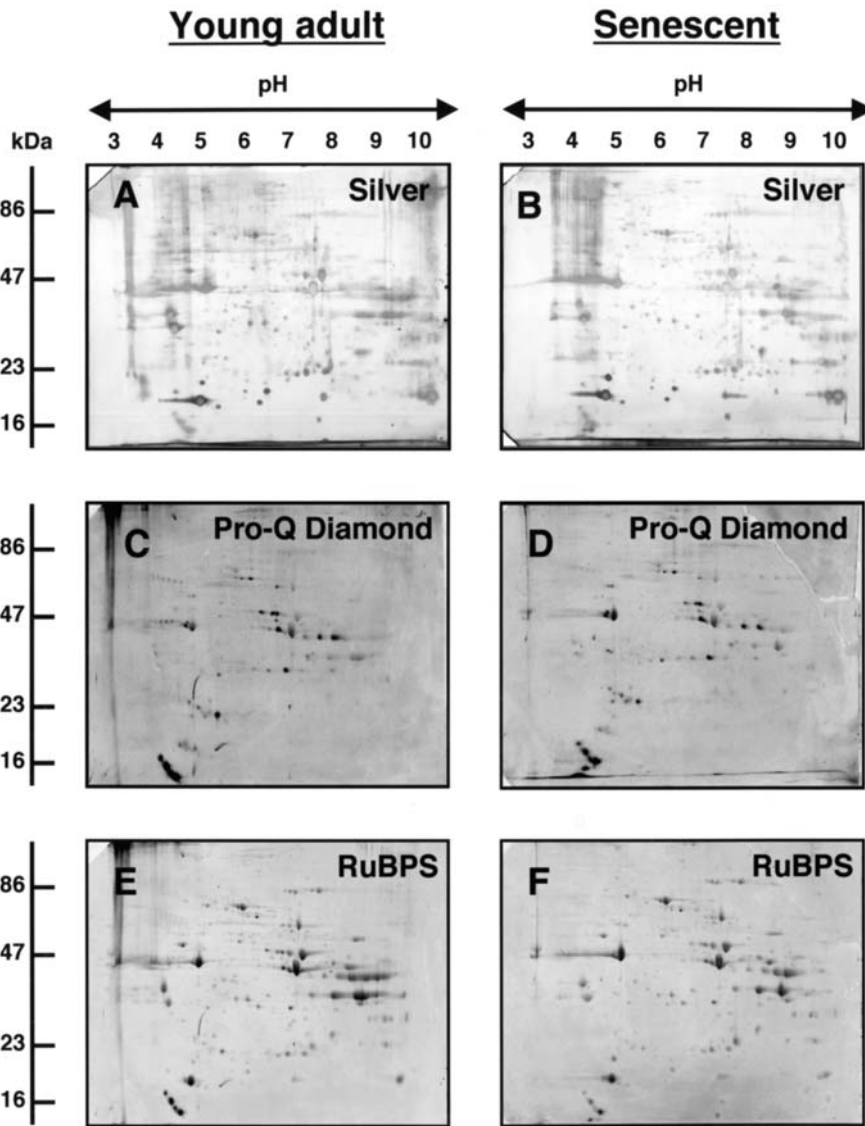 Young adult Senescent
pH pH
kDa 3 4 5 6 7 8 9 10 3 4 5 6 7 8 9 10
A Silver B Silver
86
47
23
16
C Pro-Q Diamond D Pro-Q Diamond
86
47
23
16
E RuBPS F RuBPS
86
47
23
16